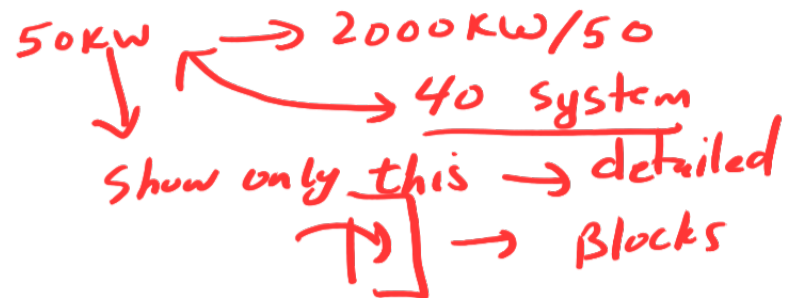 50KW → 2000KW/50
40 system
show only this → detailed
→ Blocks